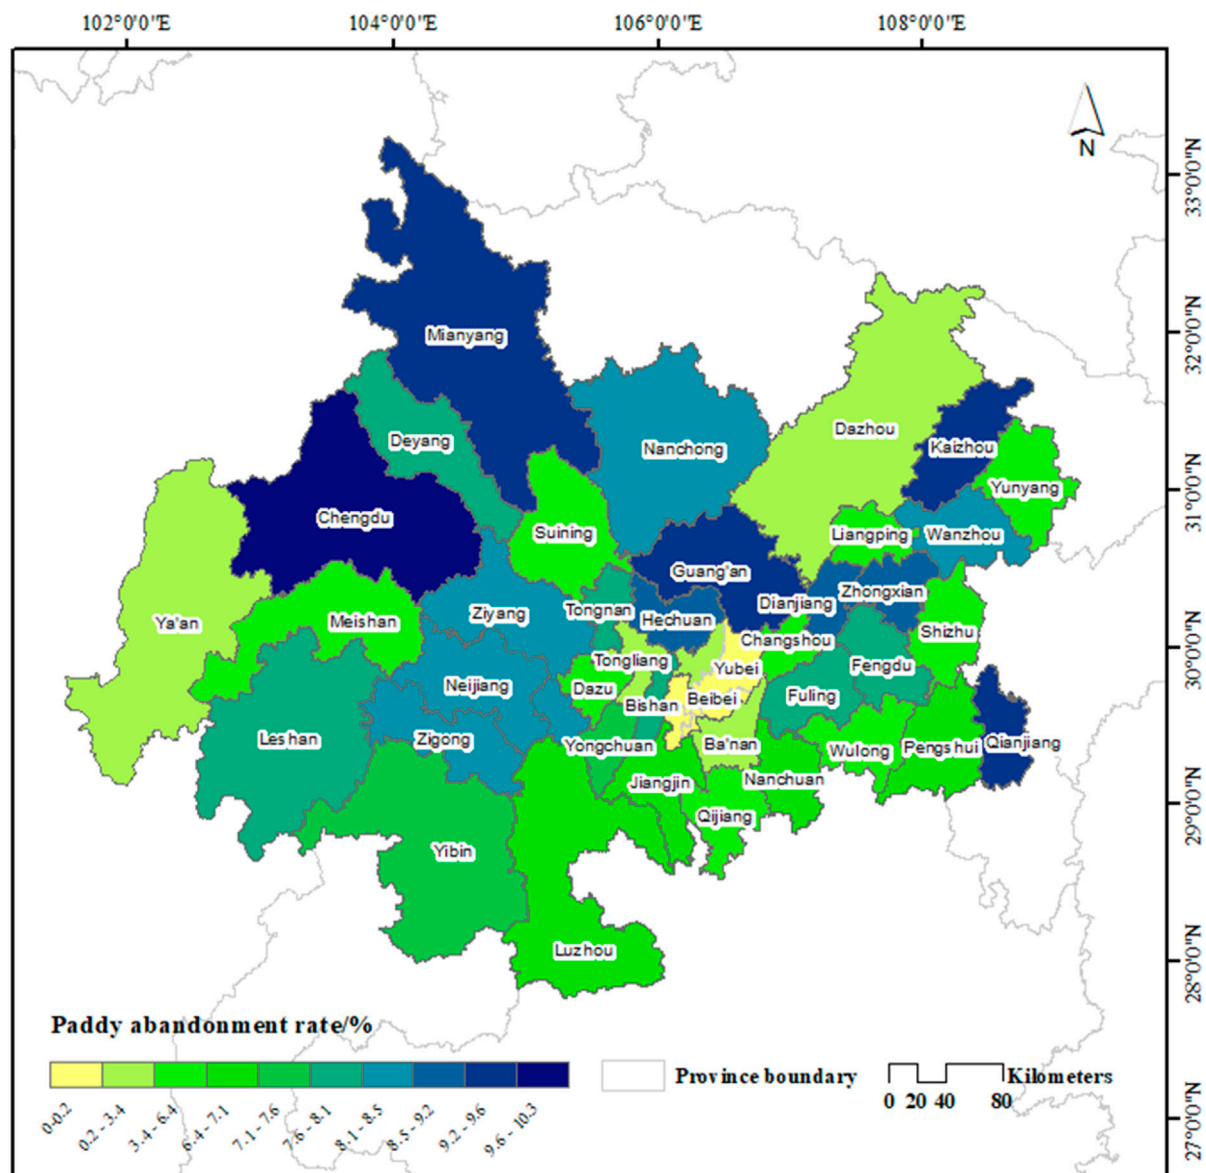 102°0'0"E 104°0'0"E 106°0'0"E 108°0'0"E
N
33°0'0"N
32°0'0"N
31°0'0"N
30°0'0"N
29°0'0"N
28°0'0"N
27°0'0"N
Mianyang
Deyang
Nanchong
Dazhou
Kaizhou
Yunyang
Chengdu
Suining
Liangping
Wanzhou
Guang'an
Zhongxian
Dianjiang
Ya'an
Meishan
Ziyang
Tongnan
Hechuan
Changshou
Shizhu
Tongliang
Yubei
Fengdu
Neijiang
Dazu
Bishan
Beibei
Fuling
Leshan
Zigong
Yongchuan
Ba'nan
Wulong
Pengshui
Qianjiang
Jiangjin
Nanchuan
Qijiang
Yibin
Luzhou
Paddy abandonment rate/%
0-0.2
0.2 - 3.4
3.4 - 6.4
6.4 - 7.1
7.1 - 7.6
7.6 - 8.1
8.1 - 8.5
8.5 - 9.2
9.2 - 9.6
9.6 - 10.3
Province boundary
Kilometers
0 20 40 80